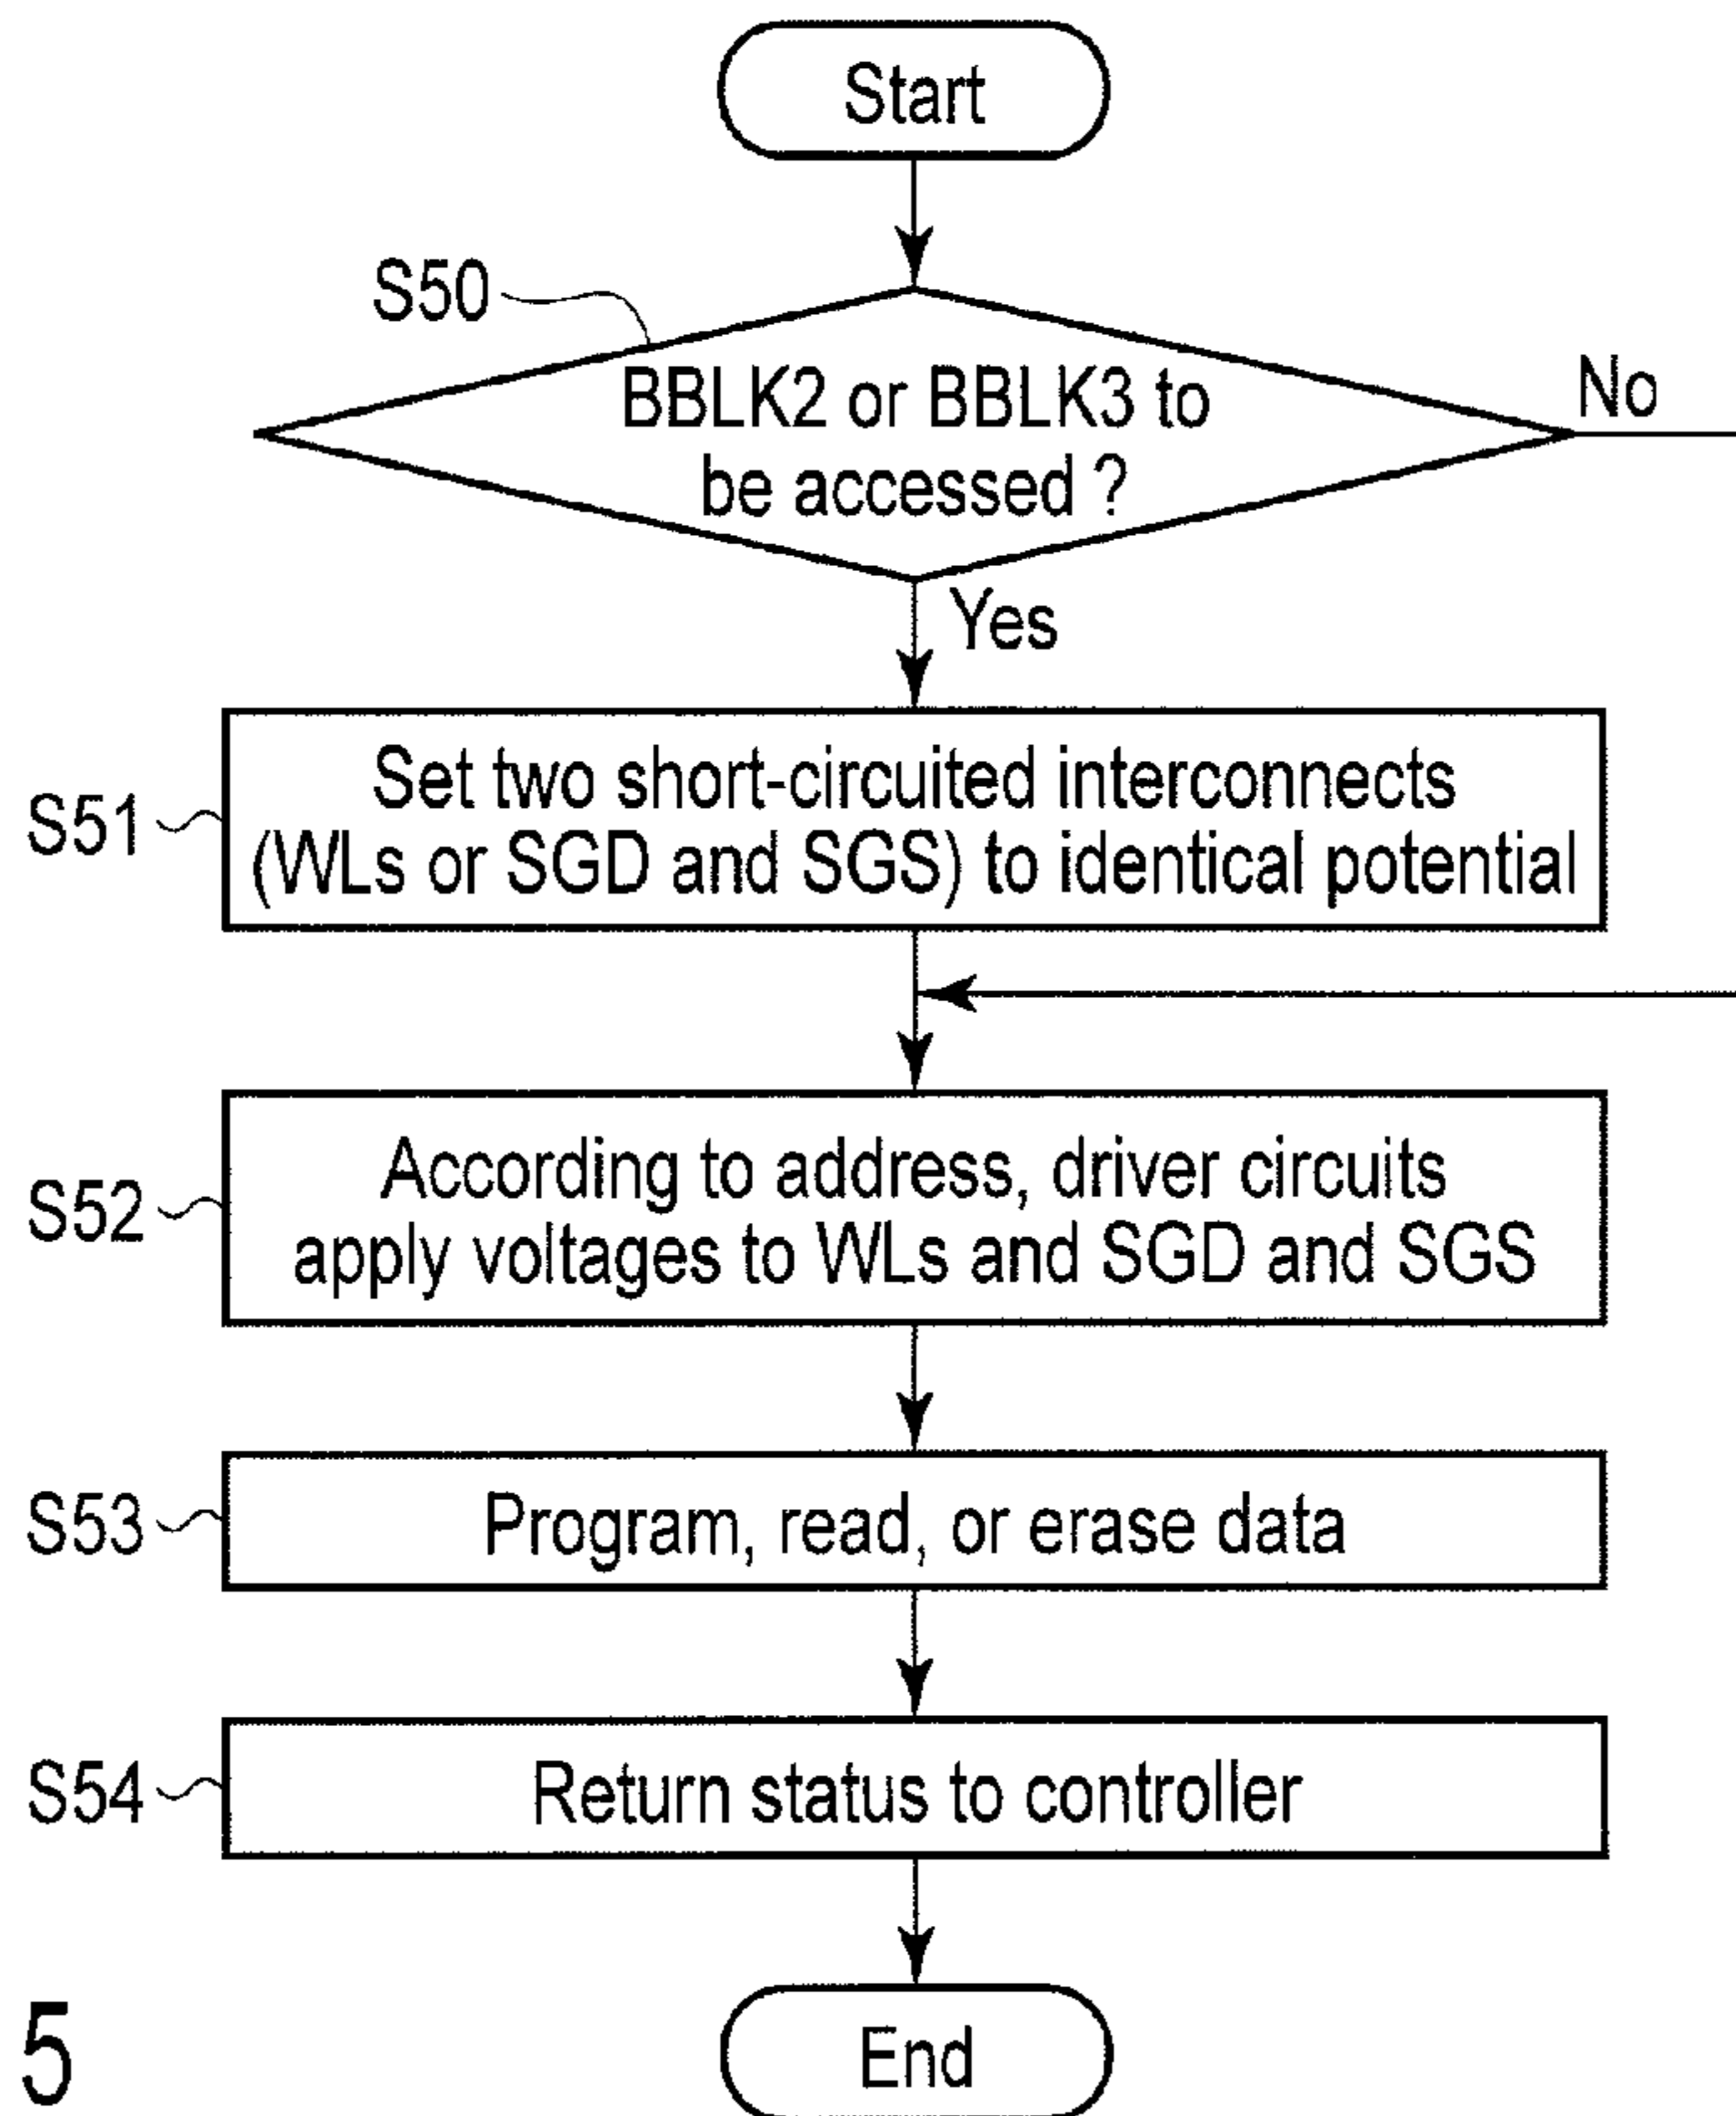 Start
S50
BBLK2 or BBLK3 to
be accessed ?
No
Yes
S51
Set two short-circuited interconnects
(WLs or SGD and SGS) to identical potential
S52
According to address, driver circuits
apply voltages to WLs and SGD and SGS
S53
Program, read, or erase data
S54
Return status to controller
End
5